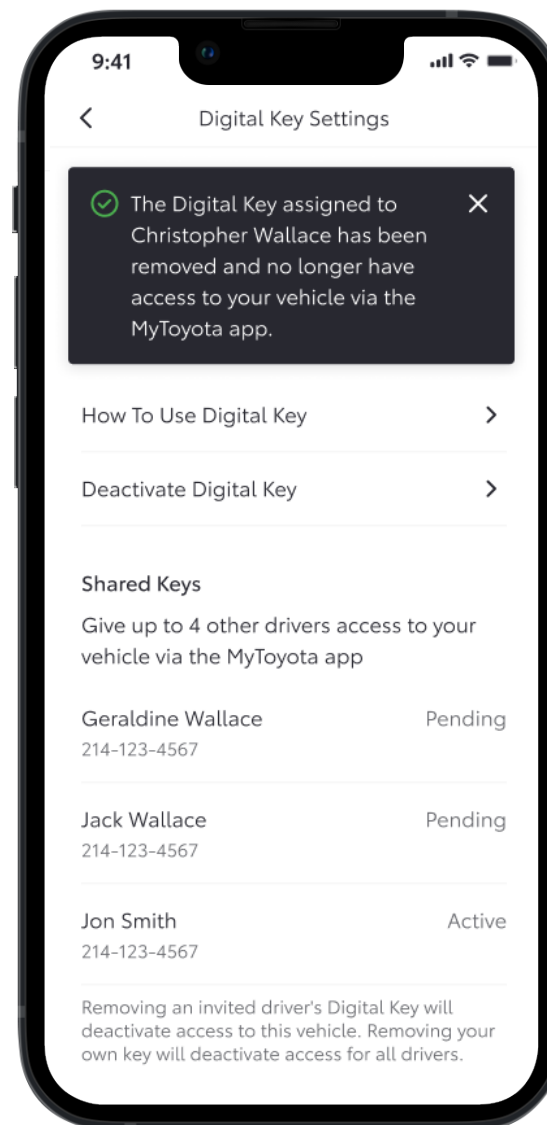 9:41
Digital Key Settings
The Digital Key assigned to
Christopher Wallace has been
removed and no longer have
access to your vehicle via the
MyToyota app.
How To Use Digital Key
Deactivate Digital Key
Shared Keys
Give up to 4 other drivers access to your
vehicle via the MyToyota app
Geraldine Wallace Pending
214-123-4567
Jack Wallace Pending
214-123-4567
Jon Smith Active
214-123-4567
Removing an invited driver's Digital Key will
deactivate access to this vehicle. Removing your
own key will deactivate access for all drivers.